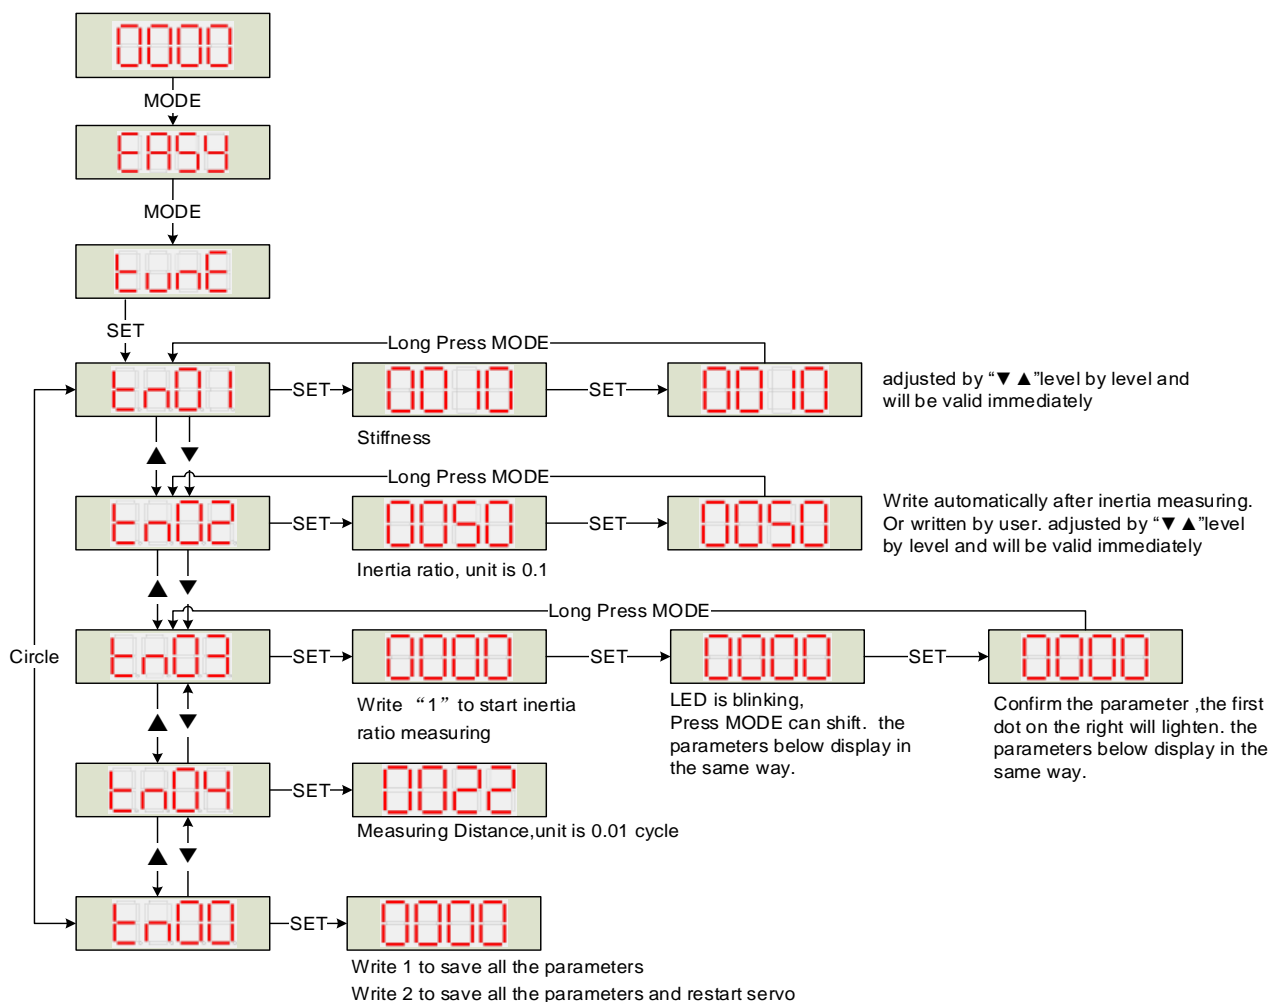 0000
MODE
EASY
MODE
tunE
SET
Long Press MODE
tn01
SET
0010
SET
0010
adjusted by “▼ ▲”level by level and
will be valid immediately
Stiffness
▲ ▼
Long Press MODE
tn02
SET
0050
SET
0050
Write automatically after inertia measuring.
Or written by user. adjusted by “▼ ▲”level
by level and will be valid immediately
Inertia ratio, unit is 0.1
▲ ▼
Long Press MODE
Circle
tn03
SET
0000
SET
0000
SET
0000
Write “1” to start inertia
ratio measuring
LED is blinking,
Press MODE can shift. the
parameters below display in
the same way.
Confirm the parameter ,the first
dot on the right will lighten. the
parameters below display in the
same way.
▲ ▼
tn04
SET
0022
Measuring Distance,unit is 0.01 cycle
▲ ▼
tn00
SET
0000
Write 1 to save all the parameters
Write 2 to save all the parameters and restart servo